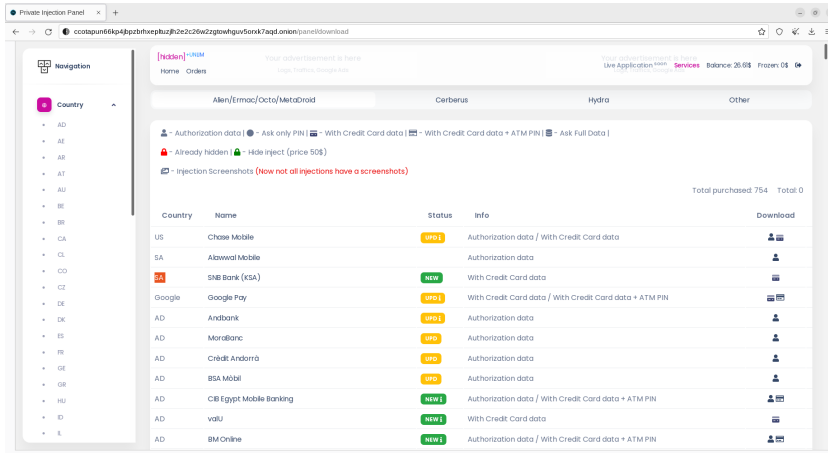 Private Injection Panel × +
ccotapun66kp4jbpzbrhxepltuzjlh2e2c26w2zgtowhguv5orxk7aqd.onion/panel/download
Navigation
Country
AD
AE
AR
AT
AU
BE
BR
CA
CL
CO
CZ
DE
DK
ES
FR
GE
GB
HU
ID
IL
[hidden]+UNLIM
Home Orders
Your advertisement is here
Your advertisement is here
Live Application soon Services Balance: 26.61$ Frozen: 0$
Alien/Ermac/Octo/MetaDroid Cerberus Hydra Other
- Authorization data | - Ask only PIN | - With Credit Card data | - With Credit Card data + ATM PIN | - Ask Full Data |
- Already hidden | - Hide inject (price 50$)
- Injection Screenshots (Now not all injections have a screenshots)
Total purchased: 754 Total: 0
Country Name Status Info Download
US Chase Mobile UPD Authorization data / With Credit Card data
SA Alawwal Mobile Authorization data
SA SNB Bank (KSA) NEW With Credit Card data
Google Google Pay UPD With Credit Card data / With Credit Card data + ATM PIN
AD Andbank UPD Authorization data
AD MoraBanc UPD Authorization data
AD Crèdit Andorrà UPD Authorization data
AD BSA Mòbil UPD Authorization data
AD CIB Egypt Mobile Banking NEW Authorization data / With Credit Card data + ATM PIN
AD valU NEW With Credit Card data
AD BM Online NEW Authorization data / With Credit Card data + ATM PIN